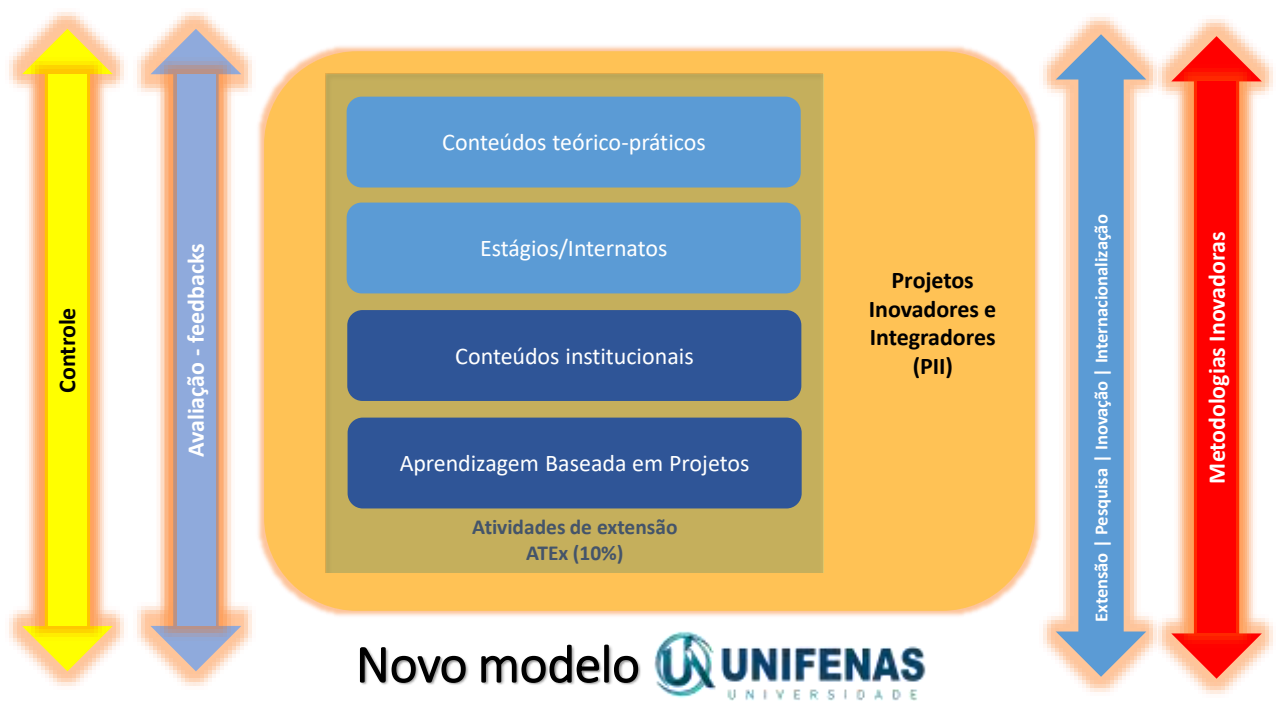 Controle
Avaliação - feedbacks
Conteúdos teórico-práticos
Estágios/Internatos
Conteúdos institucionais
Aprendizagem Baseada em Projetos
Atividades de extensão
ATEx (10%)
Projetos
Inovadores e
Integradores
(PII)
Extensão | Pesquisa | Inovação | Internacionalização
Metodologias Inovadoras
Novo modelo
UNIFENAS
UNIVERSIDADE